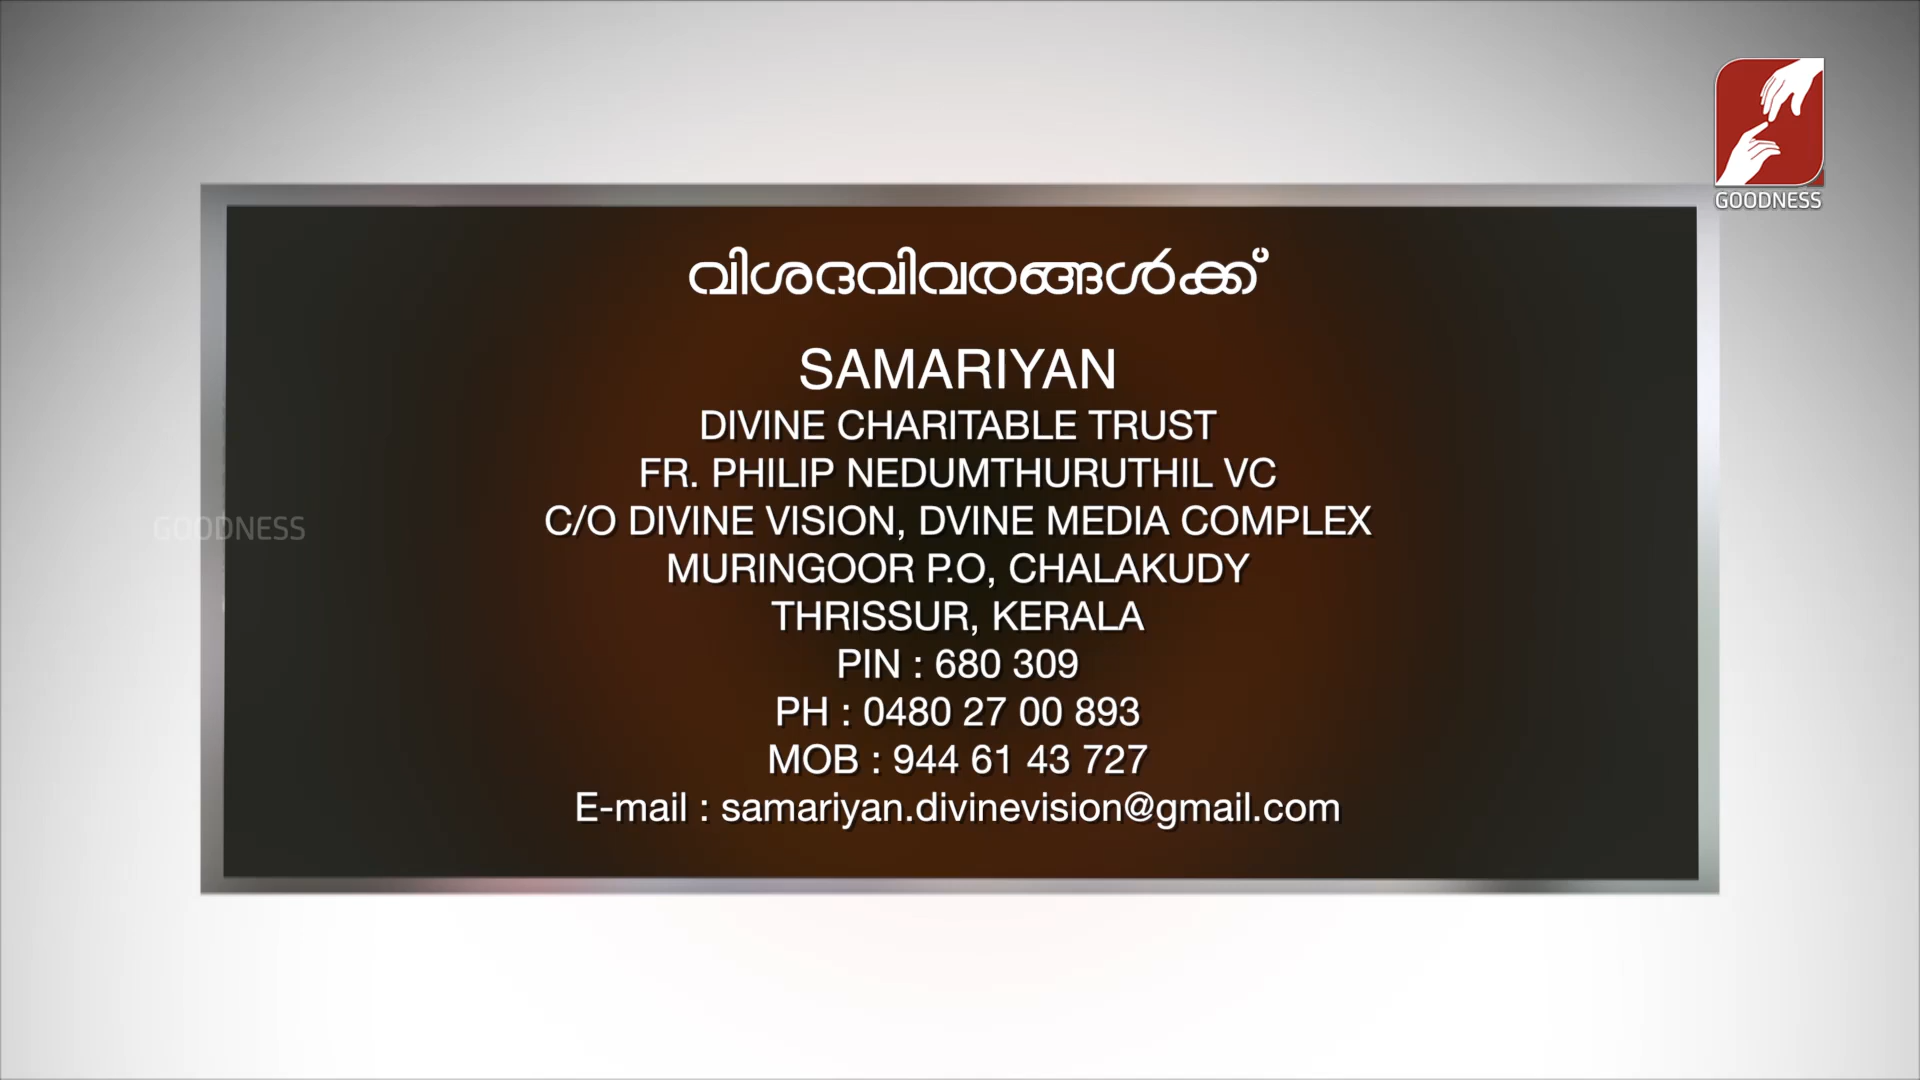 GOODNESS
വിശദവിവരങ്ങൾക്ക്
SAMARIYAN
DIVINE CHARITABLE TRUST
FR. PHILIP NEDUMTHURUTHIL VC
C/O DIVINE VISION, DVINE MEDIA COMPLEX
GOODNESS
MURINGOOR P.O, CHALAKUDY
THRISSUR, KERALA
PIN : 680 309
PH : 0480 27 00 893
MOB : 944 61 43 727
E-mail : samariyan.divinevision@gmail.com